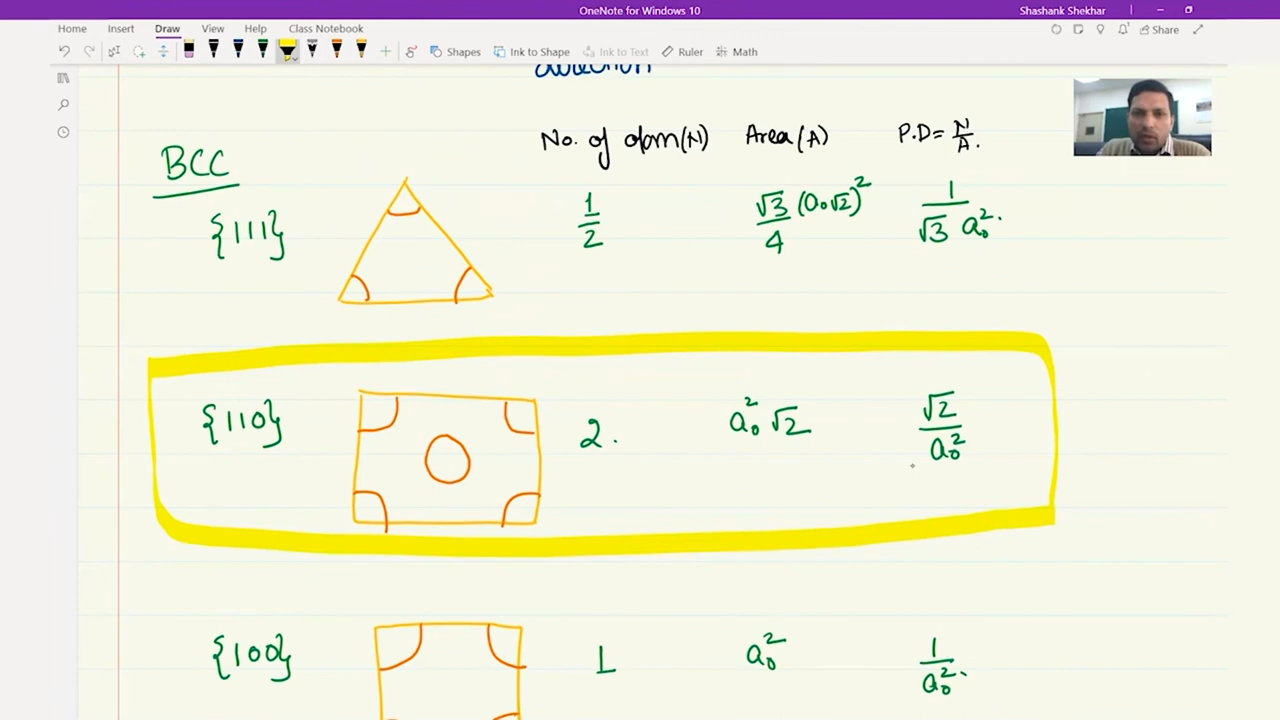 OneNote for Windows 10
Shashank Shekhar
Home Insert Draw View Help Class Notebook
Shapes Ink to Shape Ink to Text Ruler Math Share
direction
No. of atom(N) Area(A) P.D = N/A.
BCC
{111} 1/2 √3/4 (a₀√2)² 1/√3 a₀².
{110} 2. a₀²√2 √2/a₀²
{100} 1 a₀² 1/a₀².